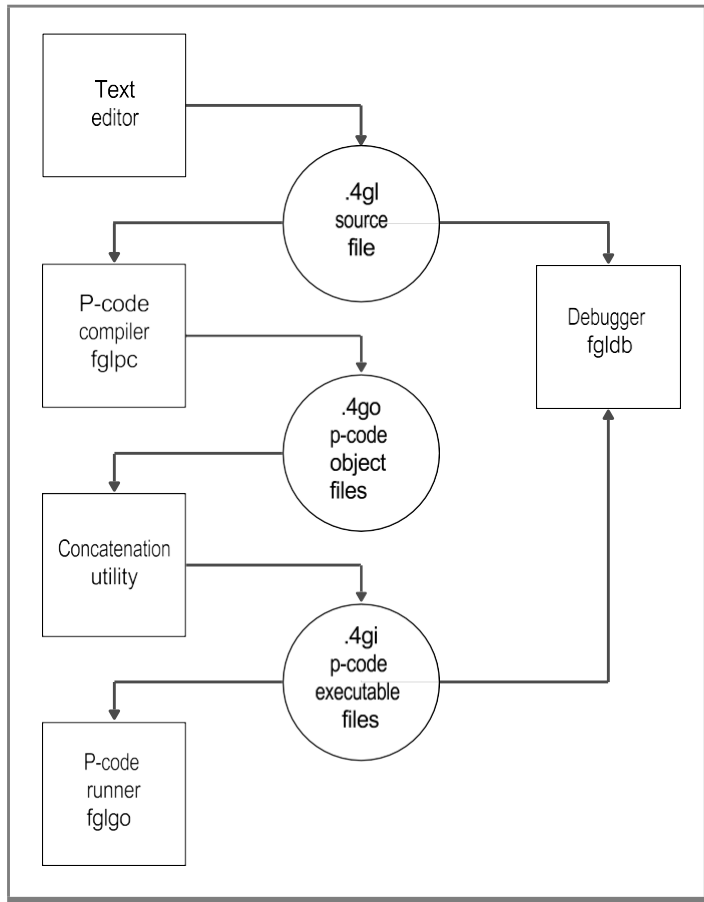 Text
editor
.4gl
source
file
P-code
compiler
fglpc
Debugger
fgldb
.4go
p-code
object
files
Concatenation
utility
.4gi
p-code
executable
files
P-code
runner
fglgo